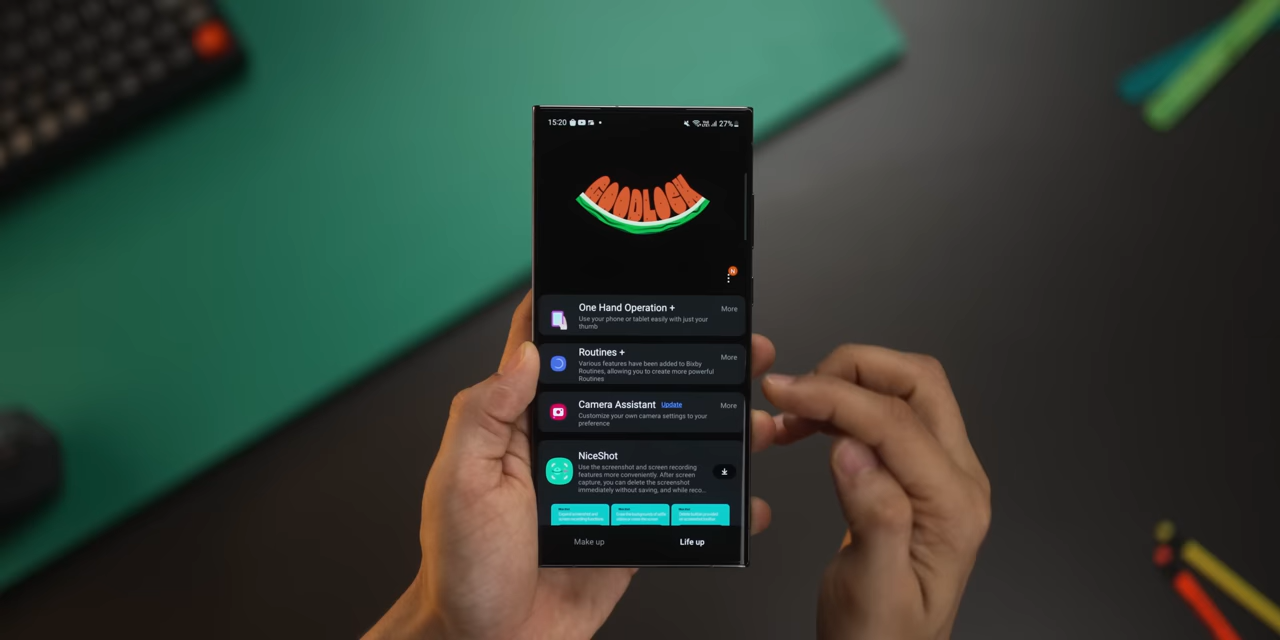 15:20
27%
GOODLOCK
N
One Hand Operation +
More
Use your phone or tablet easily with just your
thumb
Routines +
More
Various features have been added to Bixby
Routines, allowing you to create more powerful
Routines
Camera Assistant Update
More
Customize your own camera settings to your
preference
NiceShot
Use the screenshot and screen recording
features more conveniently. After screen
capture, you can delete the screenshot
immediately without saving, and while reco...
Make up
Life up